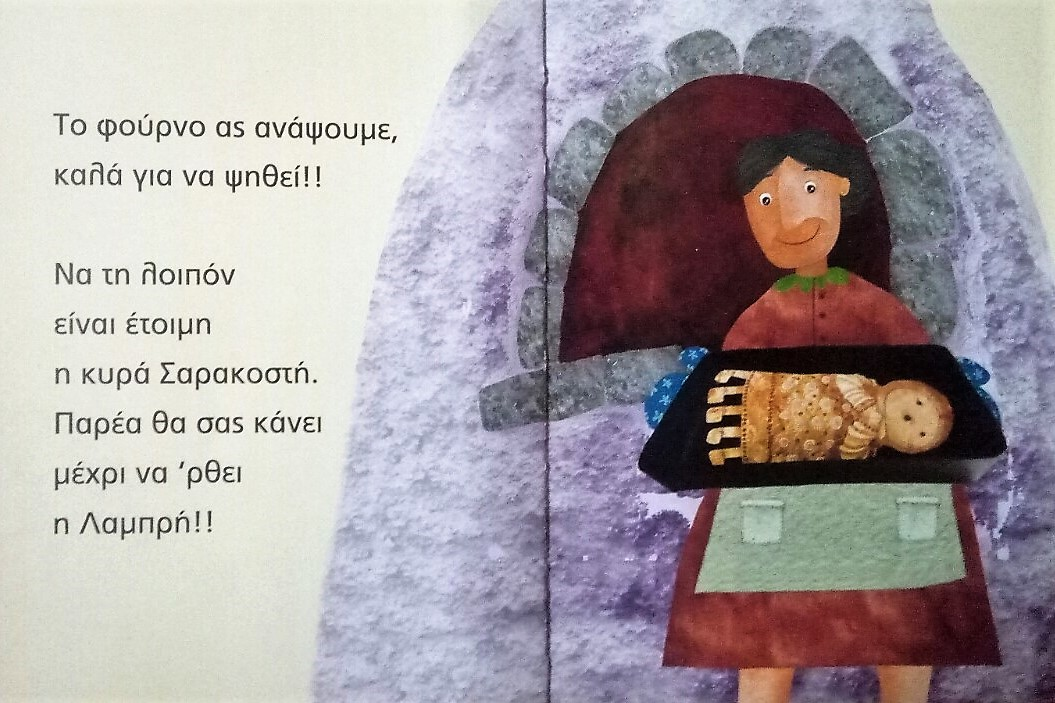 Το φούρνο ας ανάψουμε,
καλά για να ψηθεί!!
Να τη λοιπόν
είναι έτοιμη
η κυρά Σαρακοστή.
Παρέα θα σας κάνει
μέχρι να ‘ρθει
η Λαμπρή!!